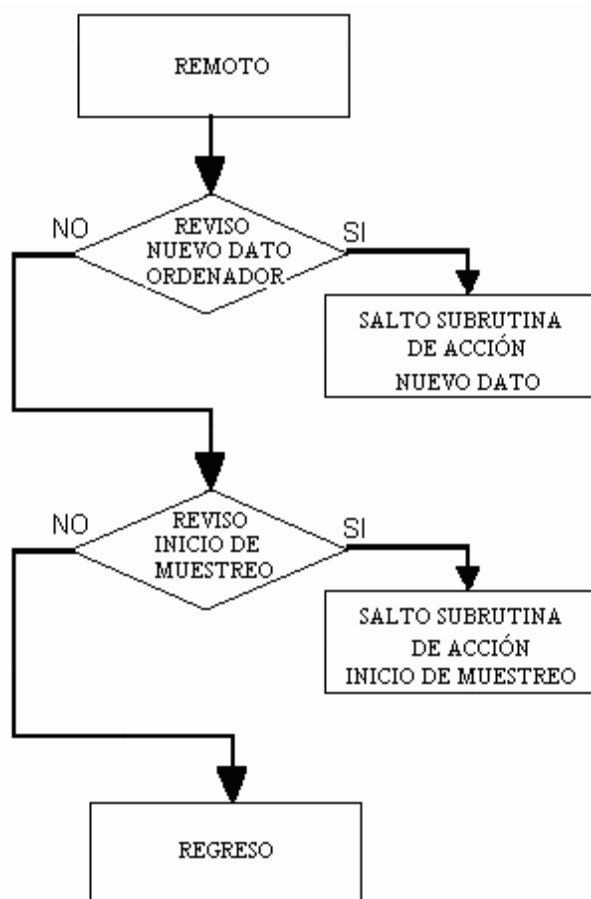 REMOTO
NO
REVISO
NUEVO DATO
ORDENADOR
SI
SALTO SUBRUTINA
DE ACCIÓN
NUEVO DATO
NO
REVISO
INICIO DE
MUESTREO
SI
SALTO SUBRUTINA
DE ACCIÓN
INICIO DE MUESTREO
REGRESO